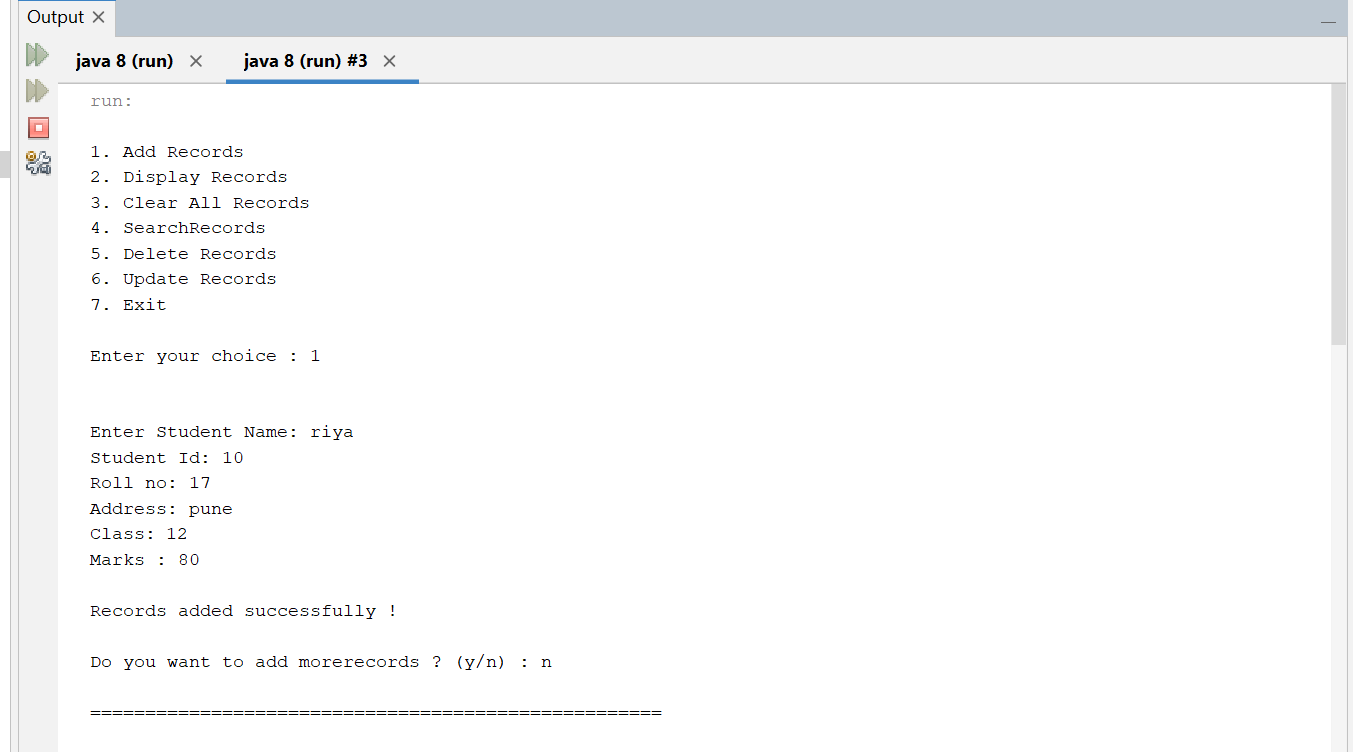 Output
java 8 (run) java 8 (run) #3
run:
1. Add Records
2. Display Records
3. Clear All Records
4. SearchRecords
5. Delete Records
6. Update Records
7. Exit
Enter your choice : 1
Enter Student Name: riya
Student Id: 10
Roll no: 17
Address: pune
Class: 12
Marks : 80
Records added successfully !
Do you want to add morerecords ? (y/n) : n
====================================================